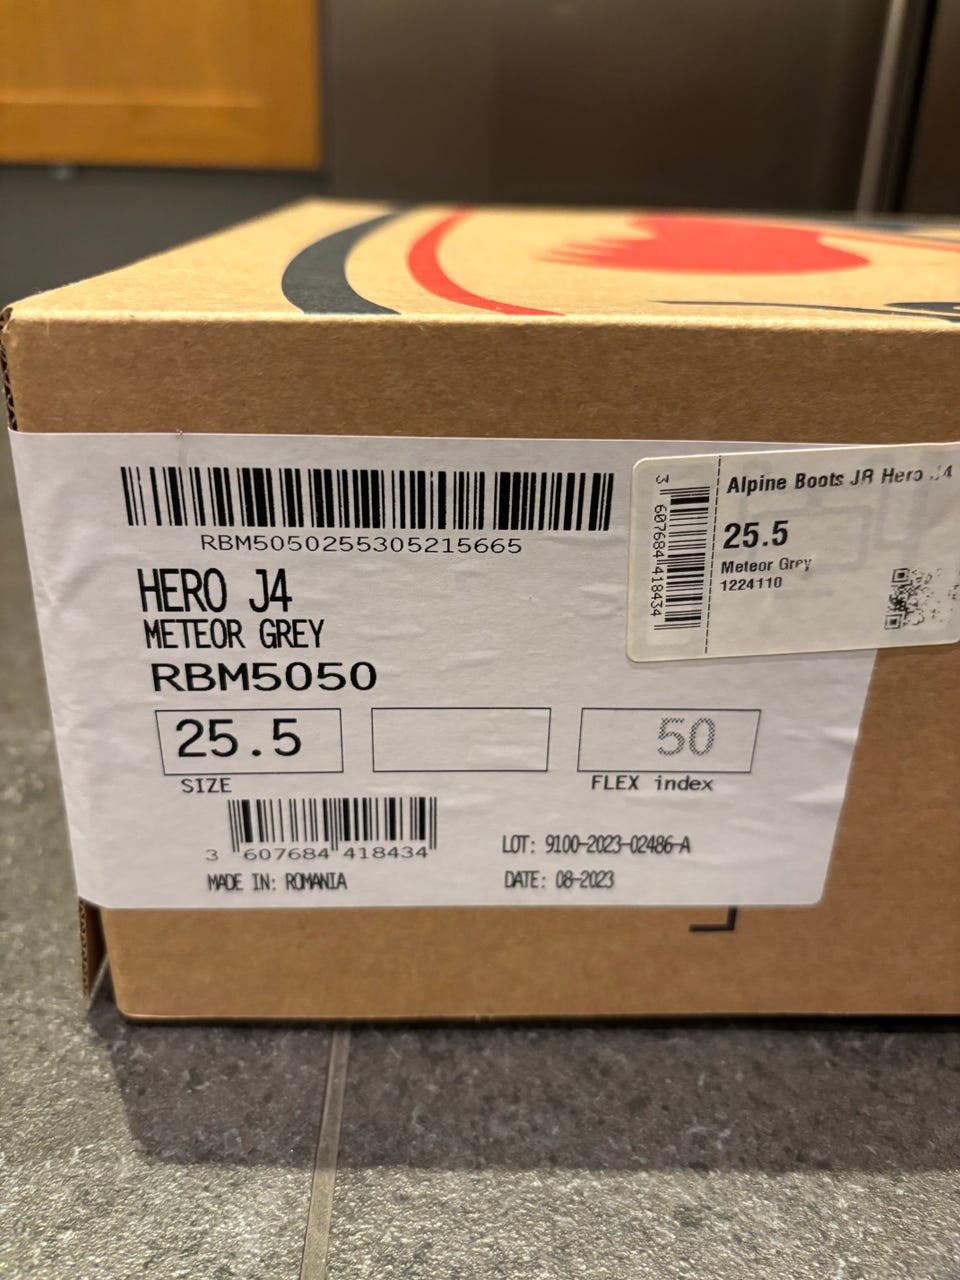 RBM5050255305215665
HERO J4
METEOR GREY
RBM5050
25.5
SIZE
50
FLEX index
3 607684 418434
MADE IN: ROMANIA
LOT: 9100-2023-02486-A
DATE: 08-2023
3 607684 418434
Alpine Boots JR Hero J4
25.5
Meteor Grey
1224110